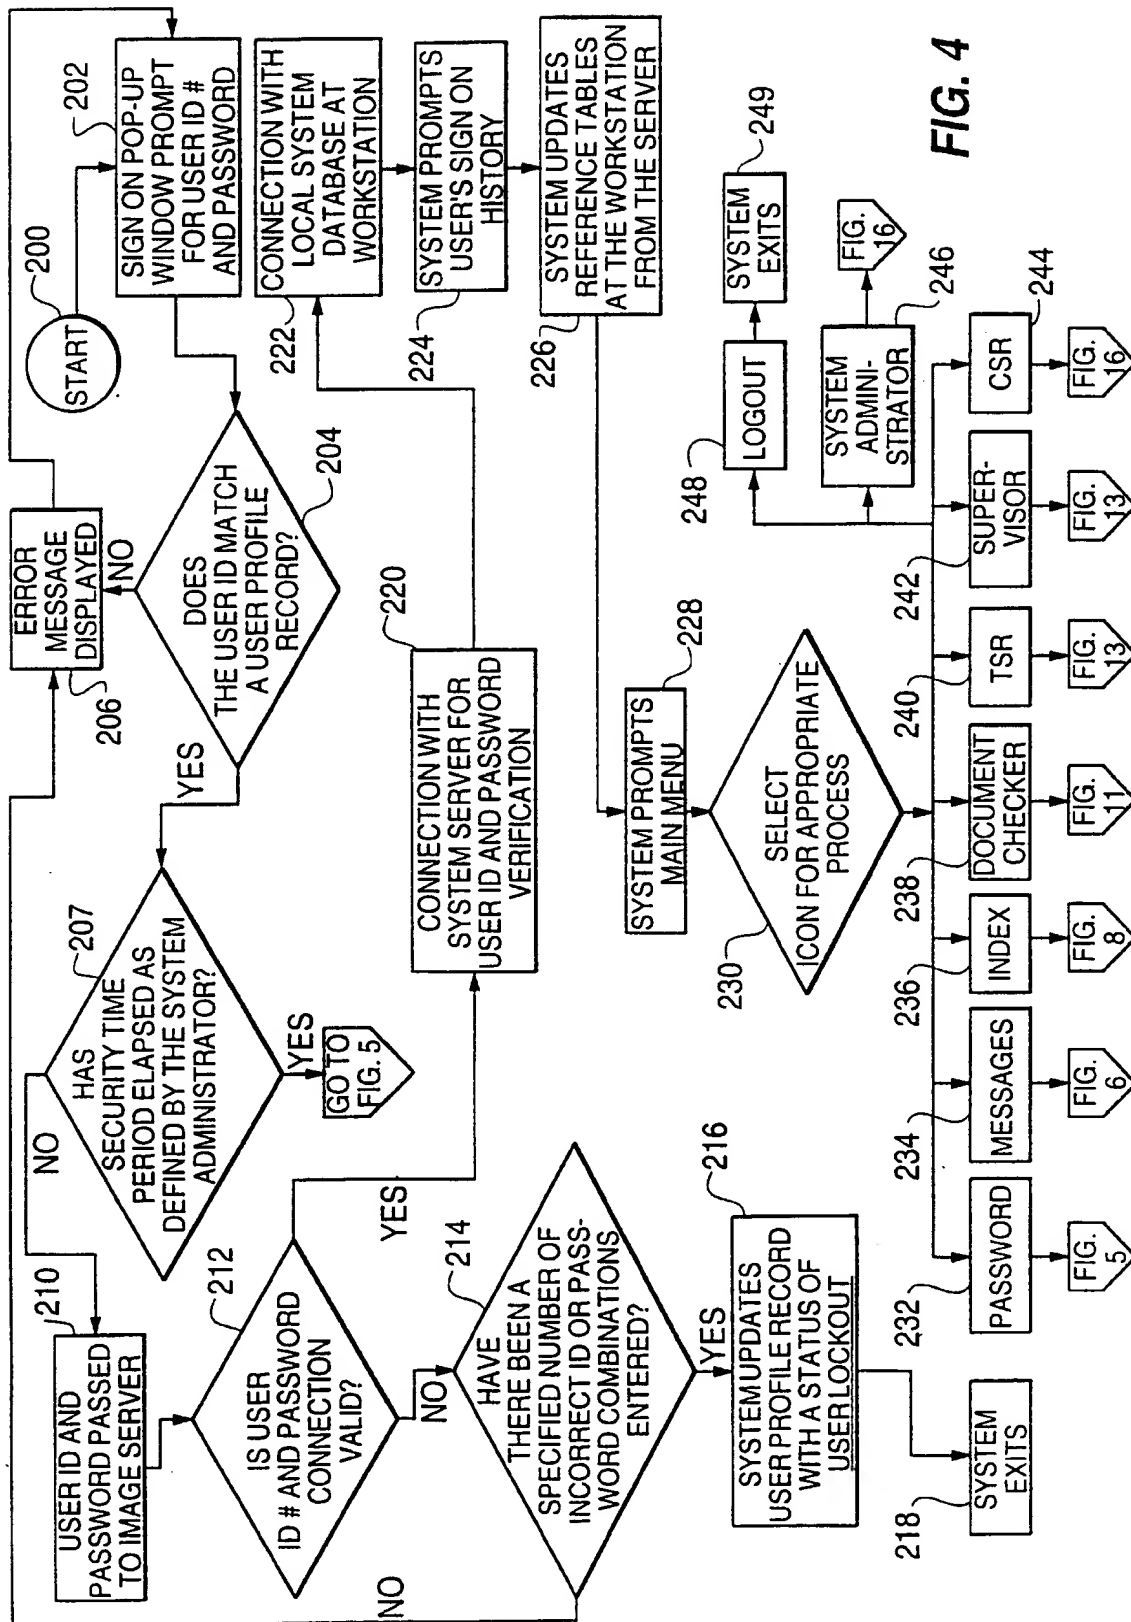 200
START
202
SIGN ON POP-UP
WINDOW PROMPT
FOR USER ID #
AND PASSWORD
204
DOES
THE USER ID MATCH
A USER PROFILE
RECORD?
NO
ERROR
MESSAGE
DISPLAYED
206
YES
207
HAS
SECURITY TIME
PERIOD ELAPSED AS
DEFINED BY THE SYSTEM
ADMINISTRATOR?
YES
GO TO
FIG. 5
NO
210
USER ID AND
PASSWORD PASSED
TO IMAGE SERVER
212
IS USER
ID # AND PASSWORD
CONNECTION
VALID?
YES
NO
214
HAVE
THERE BEEN A
SPECIFIED NUMBER OF
INCORRECT ID OR PASS-
WORD COMBINATIONS
ENTERED?
NO
YES
216
SYSTEM UPDATES
USER PROFILE RECORD
WITH A STATUS OF
USER LOCKOUT
218
SYSTEM
EXITS
220
CONNECTION WITH
SYSTEM SERVER FOR
USER ID AND PASSWORD
VERIFICATION
222
CONNECTION WITH
LOCAL SYSTEM
DATABASE AT
WORKSTATION
224
SYSTEM PROMPTS
USER'S SIGN ON
HISTORY
226
SYSTEM UPDATES
REFERENCE TABLES
AT THE WORKSTATION
FROM THE SERVER
228
SYSTEM PROMPTS
MAIN MENU
230
SELECT
ICON FOR APPROPRIATE
PROCESS
232
PASSWORD
FIG.
5
234
MESSAGES
FIG.
6
236
INDEX
FIG.
8
238
DOCUMENT
CHECKER
FIG.
11
240
TSR
FIG.
13
242
SUPER-
VISOR
FIG.
13
244
CSR
FIG.
16
246
SYSTEM
ADMINI-
STRATOR
FIG.
16
248
LOGOUT
249
SYSTEM
EXITS
FIG. 4